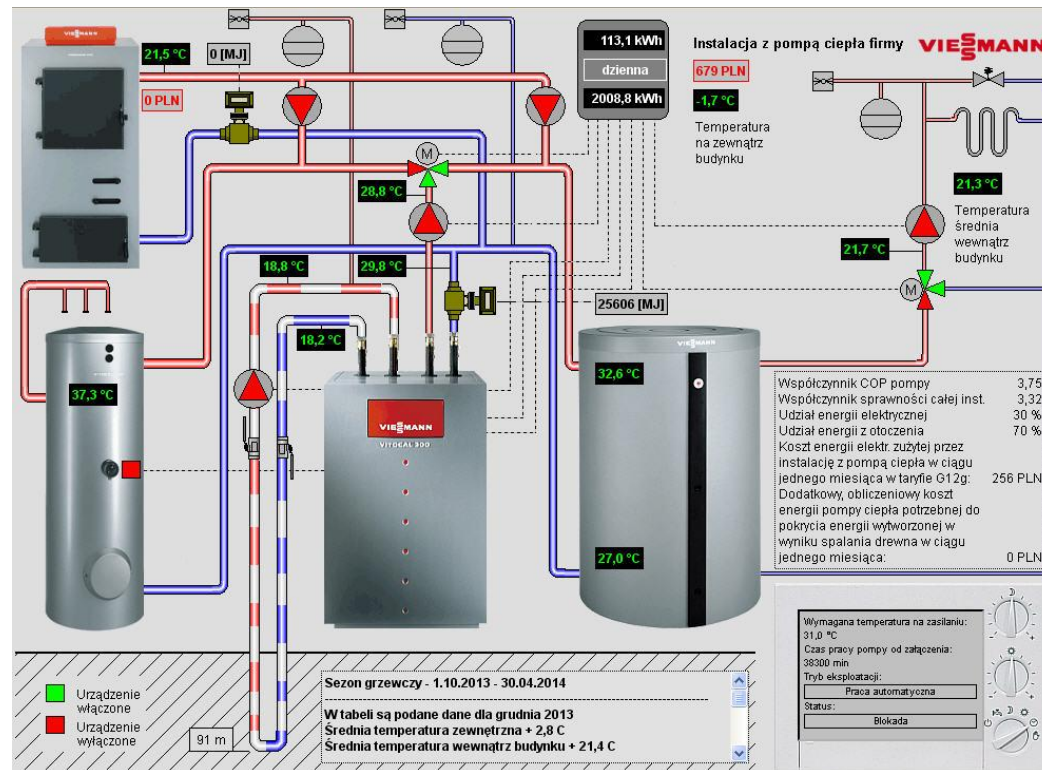 VIESSMANN
21,5 °C
0 [MJ]
0 PLN
113,1 kWh
dzienna
2008,8 kWh
Instalacja z pompą ciepła firmy VIESSMANN
679 PLN
-1,7 °C
Temperatura
na zewnątrz
budynku
M
28,8 °C
21,3 °C
Temperatura
średnia
wewnątrz
budynku
21,7 °C
M
18,8 °C
29,8 °C
25606 [MJ]
18,2 °C
37,3 °C
VIESSMANN
VITOCAL 300
VIESSMANN
32,6 °C
27,0 °C
Współczynnik COP pompy 3,75
Współczynnik sprawności całej inst. 3,32
Udział energii elektrycznej 30 %
Udział energii z otoczenia 70 %
Koszt energii elektr. zużytej przez
instalację z pompą ciepła w ciągu
jednego miesiąca w taryfie G12g: 256 PLN
Dodatkowy, obliczeniowy koszt
energii pompy ciepła potrzebnej do
pokrycia energii wytworzonej w
wyniku spalania drewna w ciągu
jednego miesiąca: 0 PLN
Wymagana temperatura na zasilaniu:
31,0 °C
Czas pracy pompy od załączenia:
38300 min
Tryb eksploatacji:
Praca automatyczna
Status:
Blokada
Urządzenie
włączone
Urządzenie
wyłączone
91 m
Sezon grzewczy - 1.10.2013 - 30.04.2014
W tabeli są podane dane dla grudnia 2013
Średnia temperatura zewnętrzna + 2,8 C
Średnia temperatura wewnątrz budynku + 21,4 C